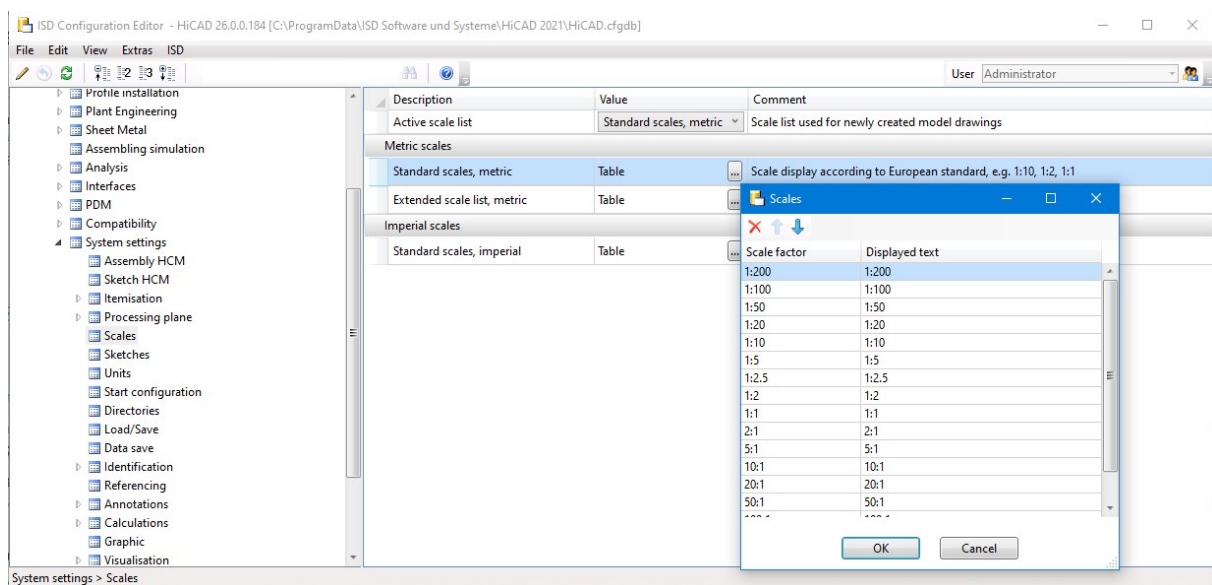 ISD Configuration Editor - HiCAD 26.0.0.184 [C:\ProgramData\ISD Software und Systeme\HiCAD 2021\HiCAD.cfgdb]
File Edit View Extras ISD
User Administrator
Profile installation
Plant Engineering
Sheet Metal
Assembling simulation
Analysis
Interfaces
PDM
Compatibility
System settings
Assembly HCM
Sketch HCM
Itemisation
Processing plane
Scales
Sketches
Units
Start configuration
Directories
Load/Save
Data save
Identification
Referencing
Annotations
Calculations
Graphic
Visualisation
Description Value Comment
Active scale list Standard scales, metric Scale list used for newly created model drawings
Metric scales
Standard scales, metric Table ... Scale display according to European standard, e.g. 1:10, 1:2, 1:1
Extended scale list, metric Table ...
Imperial scales
Standard scales, imperial Table ...
Scales
Scale factor Displayed text
1:200 1:200
1:100 1:100
1:50 1:50
1:20 1:20
1:10 1:10
1:5 1:5
1:2.5 1:2.5
1:2 1:2
1:1 1:1
2:1 2:1
5:1 5:1
10:1 10:1
20:1 20:1
50:1 50:1
OK Cancel
System settings > Scales